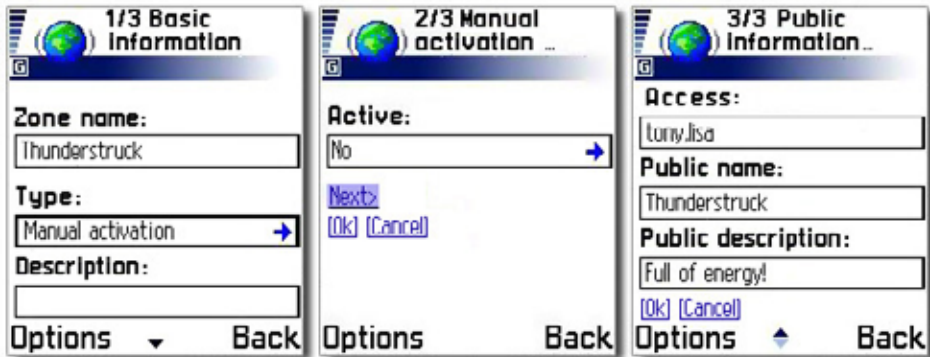 1/3 Basic
information
G
Zone name:
Thunderstruck
Type:
Manual activation
Description:
Options
Back
2/3 Manual
activation ..
G
Active:
No
Next>
[Ok] [Cancel]
Options
Back
3/3 Public
information..
G
Access:
tony,lisa
Public name:
Thunderstruck
Public description:
Full of energy!
[Ok] [Cancel]
Options
Back